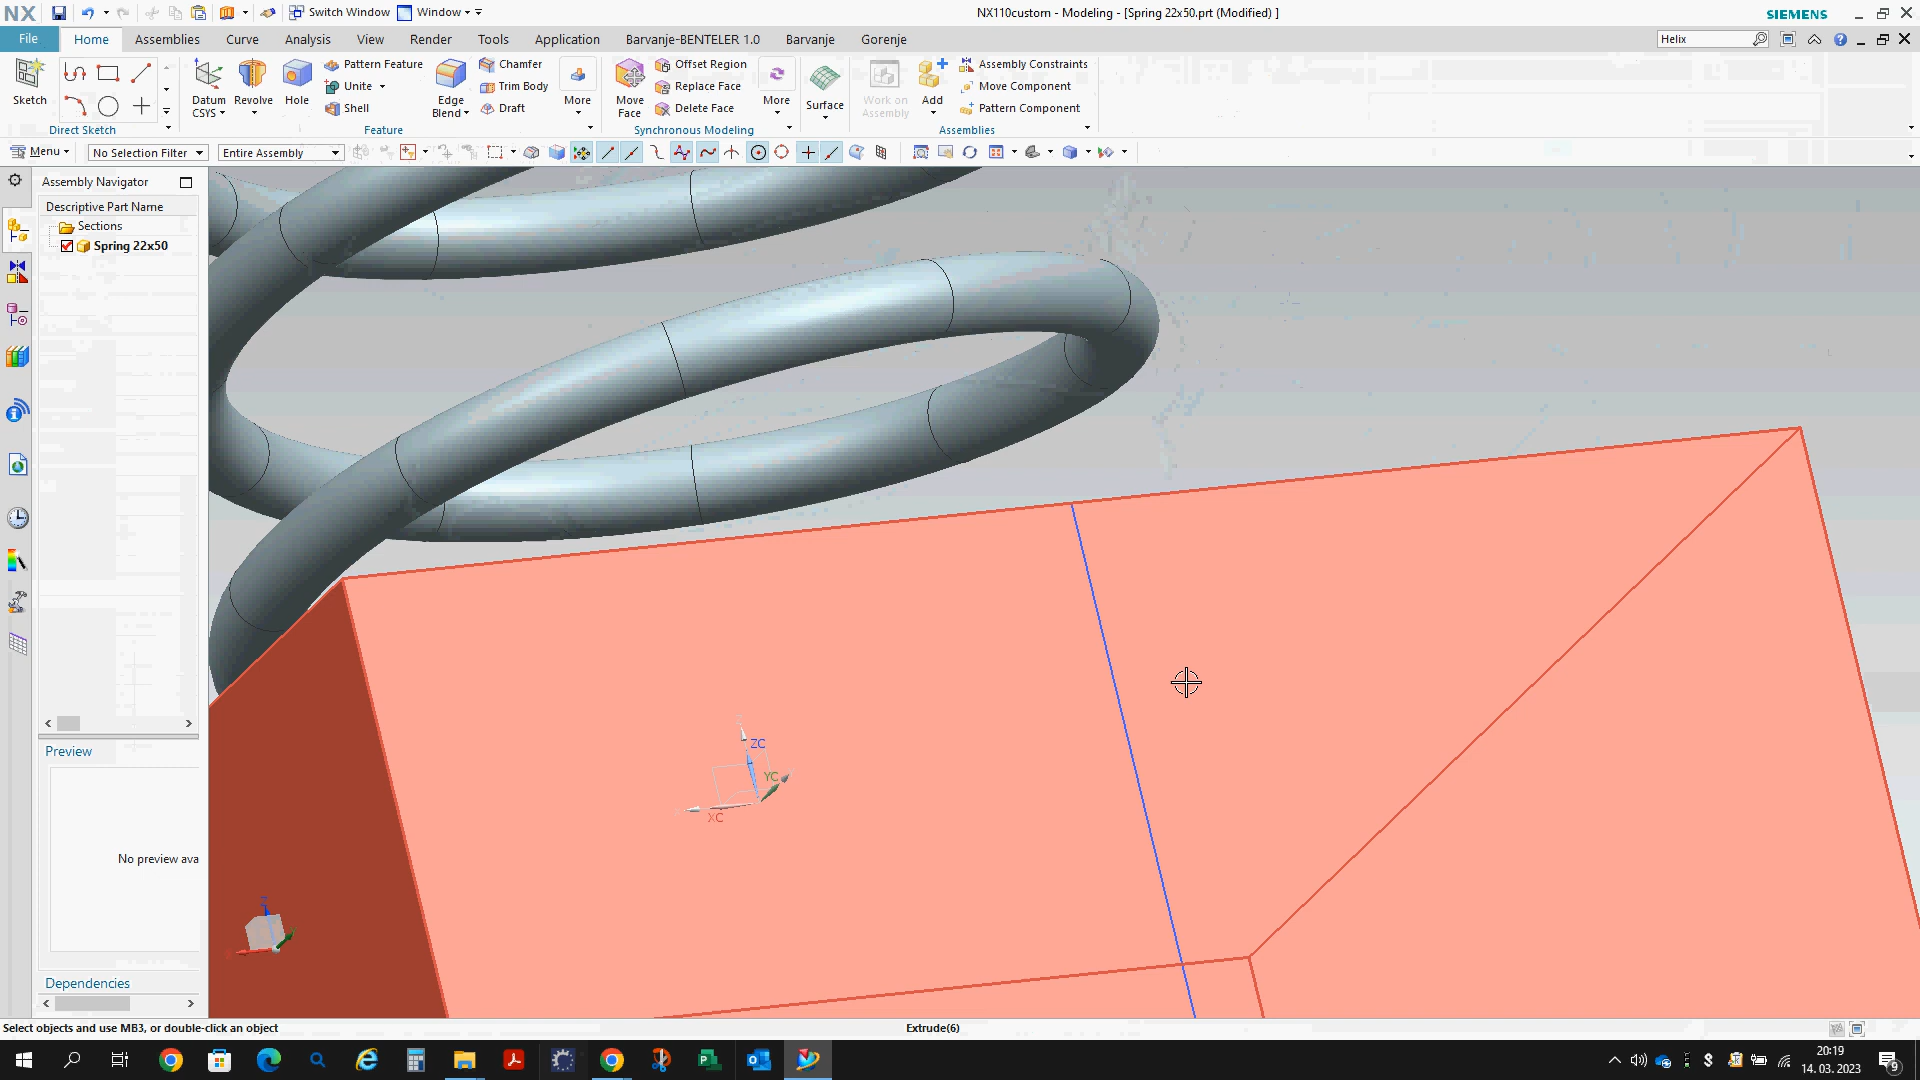 NX
Switch Window
Window
NX110custom - Modeling - [Spring 22x50.prt (Modified) ]
SIEMENS
File
Home
Assemblies
Curve
Analysis
View
Render
Tools
Application
Barvanje-BENTELER 1.0
Barvanje
Gorenje
Helix
Sketch
Datum
CSYS
Revolve
Hole
Pattern Feature
Unite
Shell
Edge
Blend
Chamfer
Trim Body
Draft
More
Move
Face
Offset Region
Replace Face
Delete Face
More
Surface
Work on
Assembly
Add
Assembly Constraints
Move Component
Pattern Component
Direct Sketch
Feature
Synchronous Modeling
Assemblies
Menu
No Selection Filter
Entire Assembly
Assembly Navigator
Descriptive Part Name
Sections
Spring 22x50
Preview
No preview ava
Dependencies
ZC
YC
XC
Select objects and use MB3, or double-click an object
Extrude(6)
20:19
14. 03. 2023
9